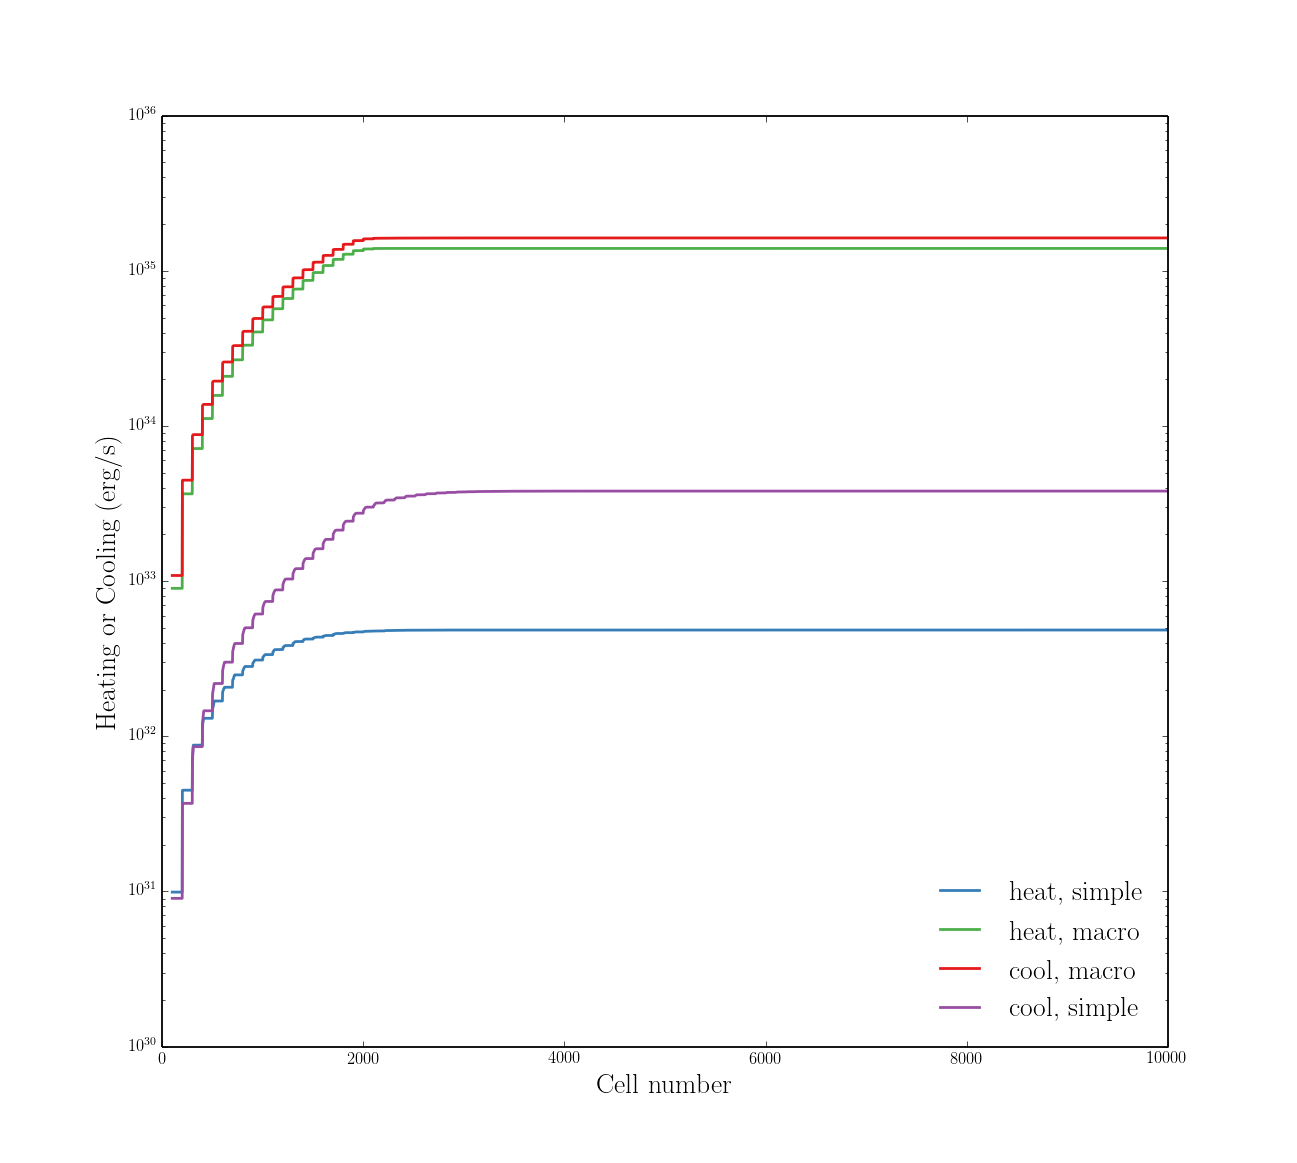 10^36
10^35
10^34
10^33
10^32
10^31
10^30
Heating or Cooling (erg/s)
heat, simple
heat, macro
cool, macro
cool, simple
0 2000 4000 6000 8000 10000
Cell number